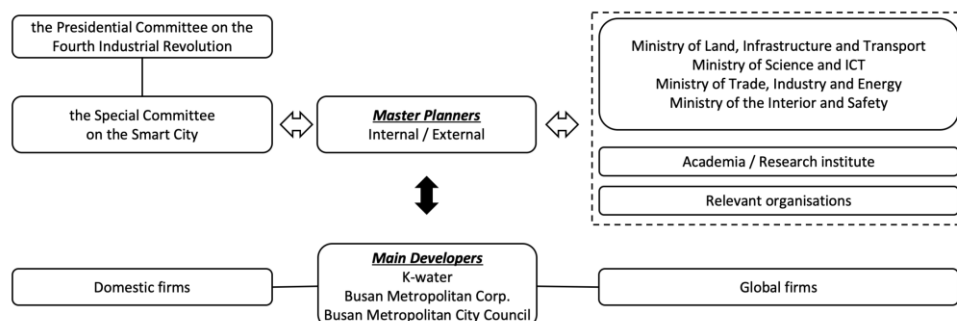 the Presidential Committee on the
Fourth Industrial Revolution
the Special Committee
on the Smart City
Master Planners
Internal / External
Ministry of Land, Infrastructure and Transport
Ministry of Science and ICT
Ministry of Trade, Industry and Energy
Ministry of the Interior and Safety
Academia / Research institute
Relevant organisations
Domestic firms
Main Developers
K-water
Busan Metropolitan Corp.
Busan Metropolitan City Council
Global firms